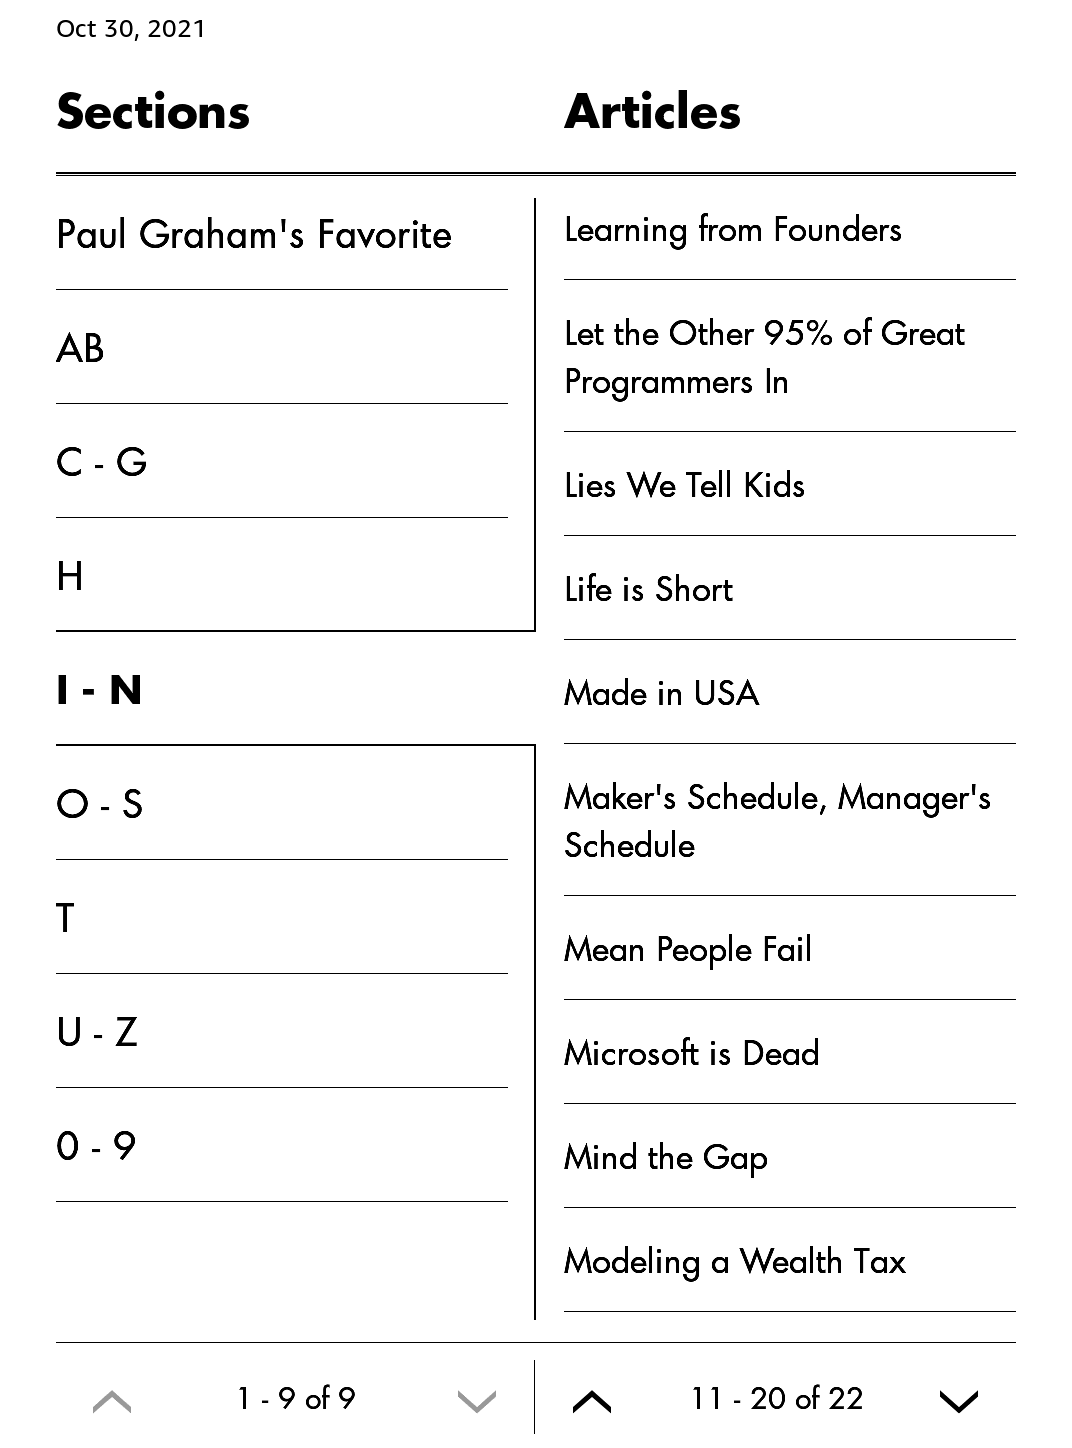 Oct 30, 2021
Sections
Paul Graham's Favorite
AB
C - G
H
I - N
O - S
T
U - Z
0 - 9
1 - 9 of 9
Articles
Learning from Founders
Let the Other 95% of Great
Programmers In
Lies We Tell Kids
Life is Short
Made in USA
Maker's Schedule, Manager's
Schedule
Mean People Fail
Microsoft is Dead
Mind the Gap
Modeling a Wealth Tax
11 - 20 of 22